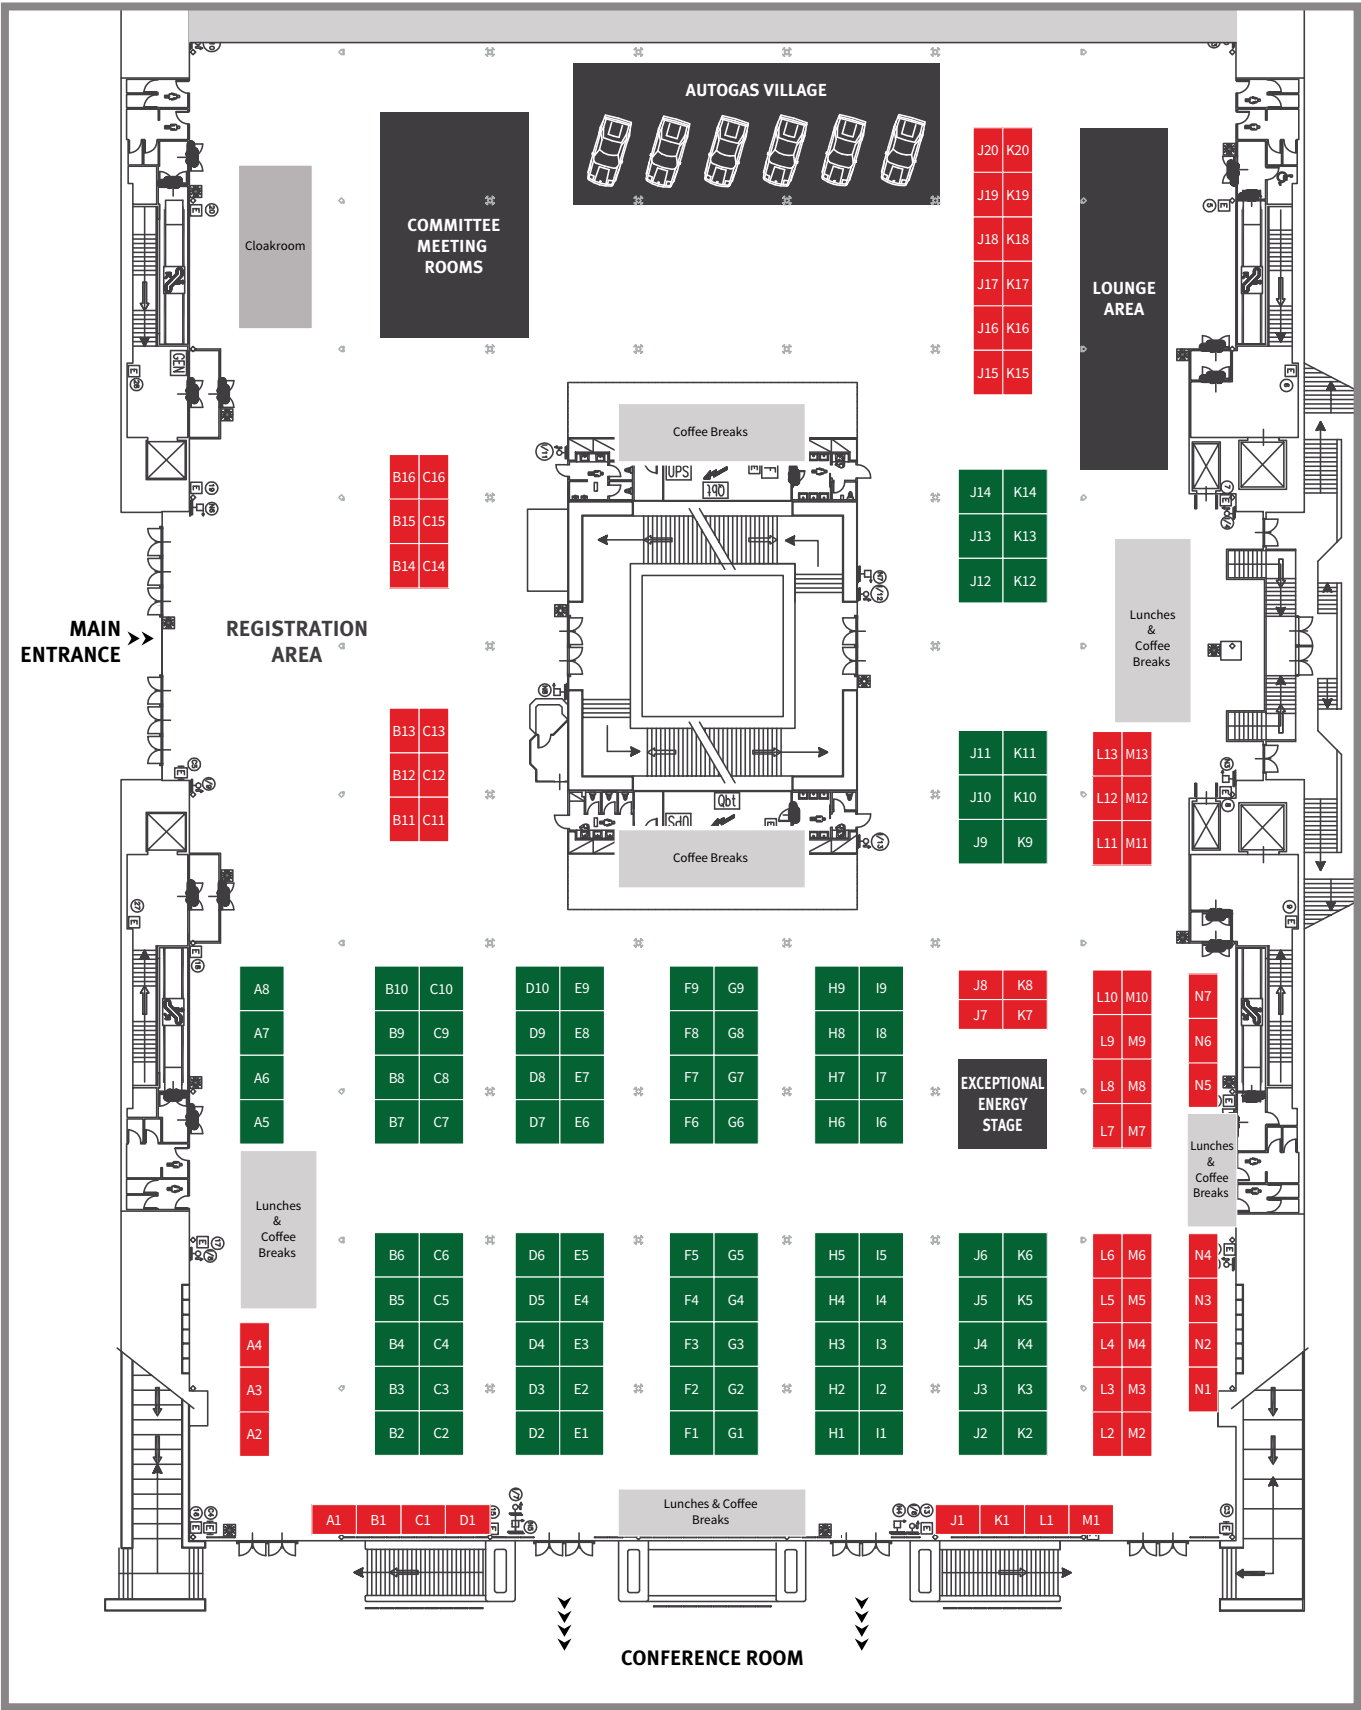 AUTOGAS VILLAGE
J20 K20
J19 K19
J18 K18
J17 K17
J16 K16
J15 K15
COMMITTEE
MEETING
ROOMS
Cloakroom
LOUNGE
AREA
GEN
Coffee Breaks
UPS
Qbt
B16 C16
B15 C15
B14 C14
J14 K14
J13 K13
J12 K12
MAIN
ENTRANCE
REGISTRATION
AREA
Lunches
&
Coffee
Breaks
B13 C13
B12 C12
B11 C11
J11 K11
J10 K10
J9 K9
L13 M13
L12 M12
L11 M11
Qbt
UPS
Coffee Breaks
A8
A7
A6
A5
B10 C10
B9 C9
B8 C8
B7 C7
D10 E9
D9 E8
D8 E7
D7 E6
F9 G9
F8 G8
F7 G7
F6 G6
H9 I9
H8 I8
H7 I7
H6 I6
J8 K8
J7 K7
EXCEPTIONAL
ENERGY
STAGE
L10 M10
L9 M9
L8 M8
L7 M7
N7
N6
N5
Lunches
&
Coffee
Breaks
Lunches
&
Coffee
Breaks
A4
A3
A2
B6 C6
B5 C5
B4 C4
B3 C3
B2 C2
D6 E5
D5 E4
D4 E3
D3 E2
D2 E1
F5 G5
F4 G4
F3 G3
F2 G2
F1 G1
H5 I5
H4 I4
H3 I3
H2 I2
H1 I1
J6 K6
J5 K5
J4 K4
J3 K3
J2 K2
L6 M6
L5 M5
L4 M4
L3 M3
L2 M2
N4
N3
N2
N1
A1 B1 C1 D1
Lunches & Coffee
Breaks
J1 K1 L1 M1
CONFERENCE ROOM